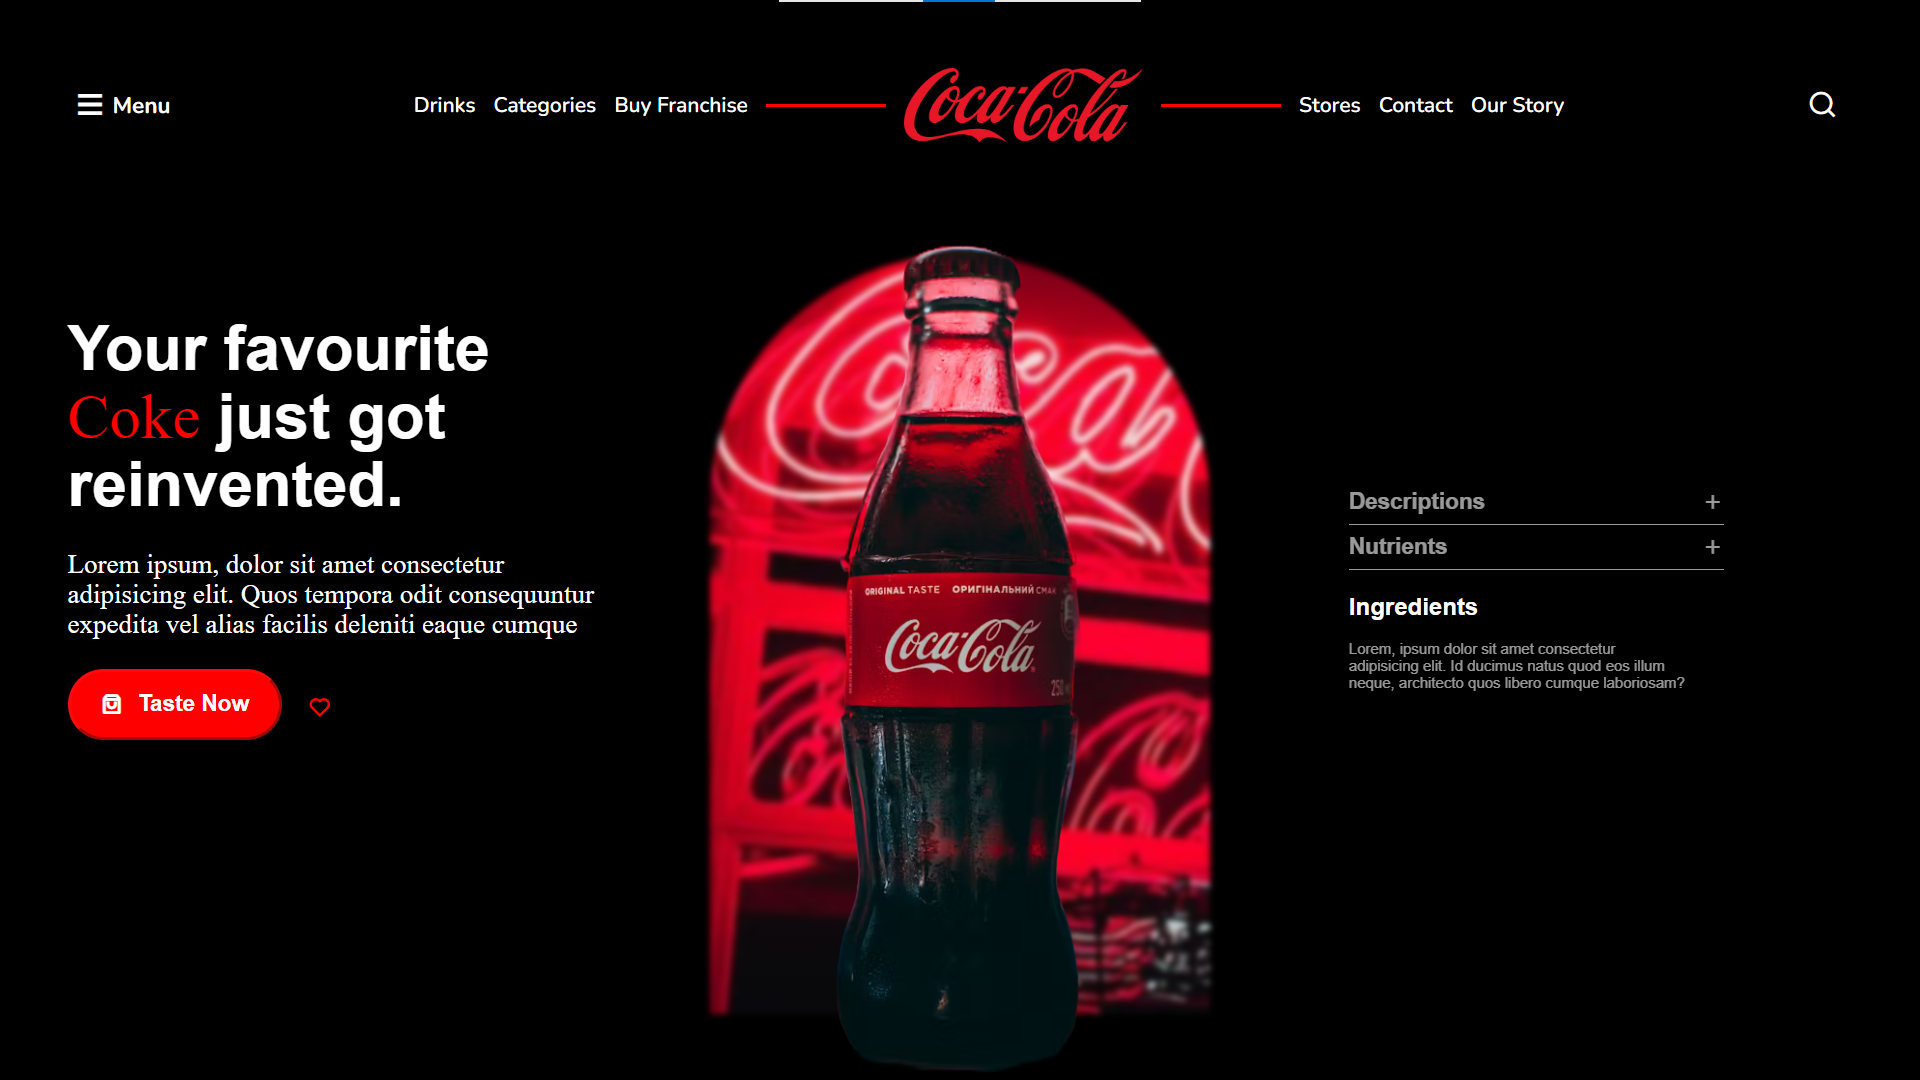 Menu
Drinks Categories Buy Franchise
Coca-Cola
Stores Contact Our Story
Your favourite
Coke just got
reinvented.
Lorem ipsum, dolor sit amet consectetur
adipisicing elit. Quos tempora odit consequuntur
expedita vel alias facilis deleniti eaque cumque
Taste Now
ORIGINAL TASTE ОРИГІНАЛЬНИЙ СМАК
Coca-Cola
250
Descriptions +
Nutrients +
Ingredients
Lorem, ipsum dolor sit amet consectetur
adipisicing elit. Id ducimus natus quod eos illum
neque, architecto quos libero cumque laboriosam?